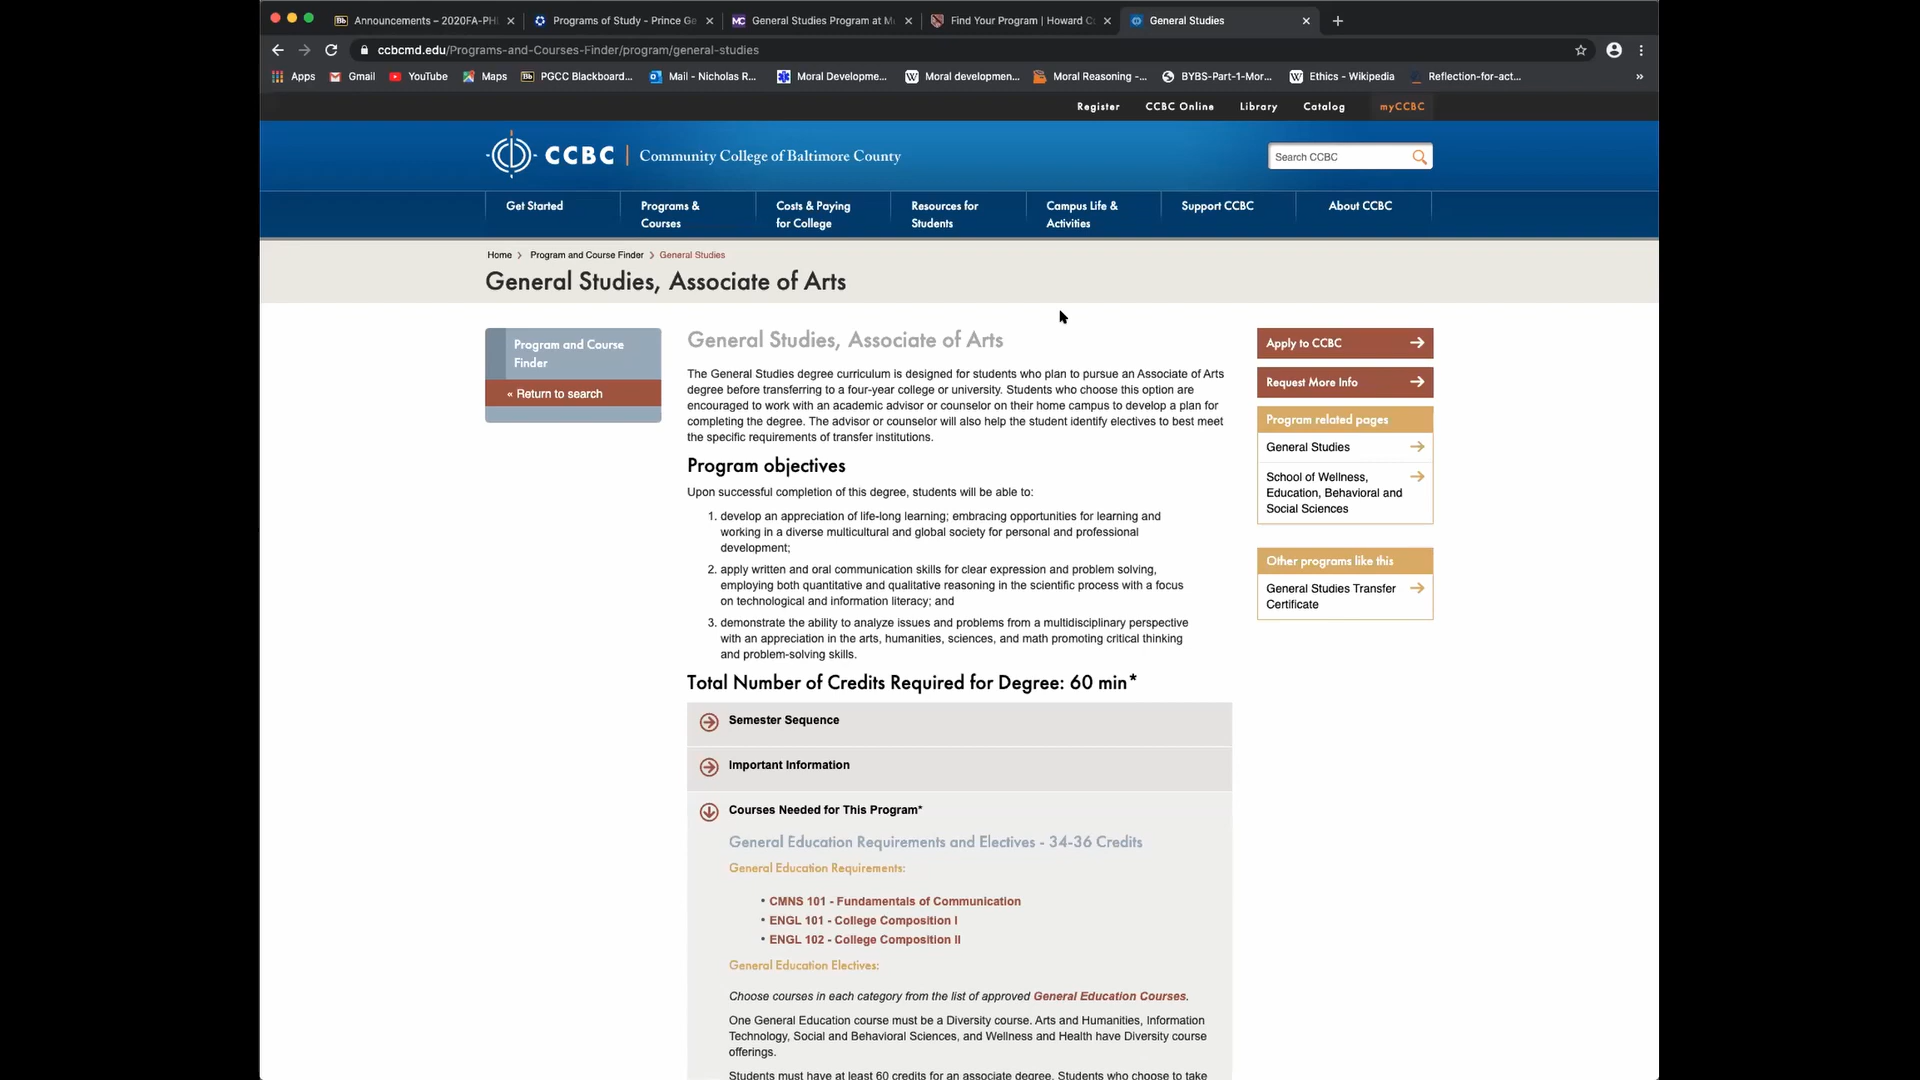 Announcements – 2020FA-PH
Programs of Study - Prince Ge
General Studies Program at M
Find Your Program | Howard C
General Studies
ccbcmd.edu/Programs-and-Courses-Finder/program/general-studies
Apps
Gmail
YouTube
Maps
PGCC Blackboard...
Mail - Nicholas R...
Moral Developme...
Moral developmen...
Moral Reasoning -...
BYBS-Part-1-Mor...
Ethics - Wikipedia
Reflection-for-act...
»
Register
CCBC Online
Library
Catalog
myCCBC
CCBC | Community College of Baltimore County
Search CCBC
Get Started
Programs &
Courses
Costs & Paying
for College
Resources for
Students
Campus Life &
Activities
Support CCBC
About CCBC
Home > Program and Course Finder > General Studies
General Studies, Associate of Arts
Program and Course
Finder
« Return to search
General Studies, Associate of Arts
The General Studies degree curriculum is designed for students who plan to pursue an Associate of Arts
degree before transferring to a four-year college or university. Students who choose this option are
encouraged to work with an academic advisor or counselor on their home campus to develop a plan for
completing the degree. The advisor or counselor will also help the student identify electives to best meet
the specific requirements of transfer institutions.
Program objectives
Upon successful completion of this degree, students will be able to:
1. develop an appreciation of life-long learning; embracing opportunities for learning and
working in a diverse multicultural and global society for personal and professional
development;
2. apply written and oral communication skills for clear expression and problem solving,
employing both quantitative and qualitative reasoning in the scientific process with a focus
on technological and information literacy; and
3. demonstrate the ability to analyze issues and problems from a multidisciplinary perspective
with an appreciation in the arts, humanities, sciences, and math promoting critical thinking
and problem-solving skills.
Total Number of Credits Required for Degree: 60 min*
Semester Sequence
Important Information
Courses Needed for This Program*
General Education Requirements and Electives - 34-36 Credits
General Education Requirements:
• CMNS 101 - Fundamentals of Communication
• ENGL 101 - College Composition I
• ENGL 102 - College Composition II
General Education Electives:
Choose courses in each category from the list of approved General Education Courses.
One General Education course must be a Diversity course. Arts and Humanities, Information
Technology, Social and Behavioral Sciences, and Wellness and Health have Diversity course
offerings.
Students must have at least 60 credits for an associate degree. Students who choose to take
Apply to CCBC
Request More Info
Program related pages
General Studies
School of Wellness,
Education, Behavioral and
Social Sciences
Other programs like this
General Studies Transfer
Certificate